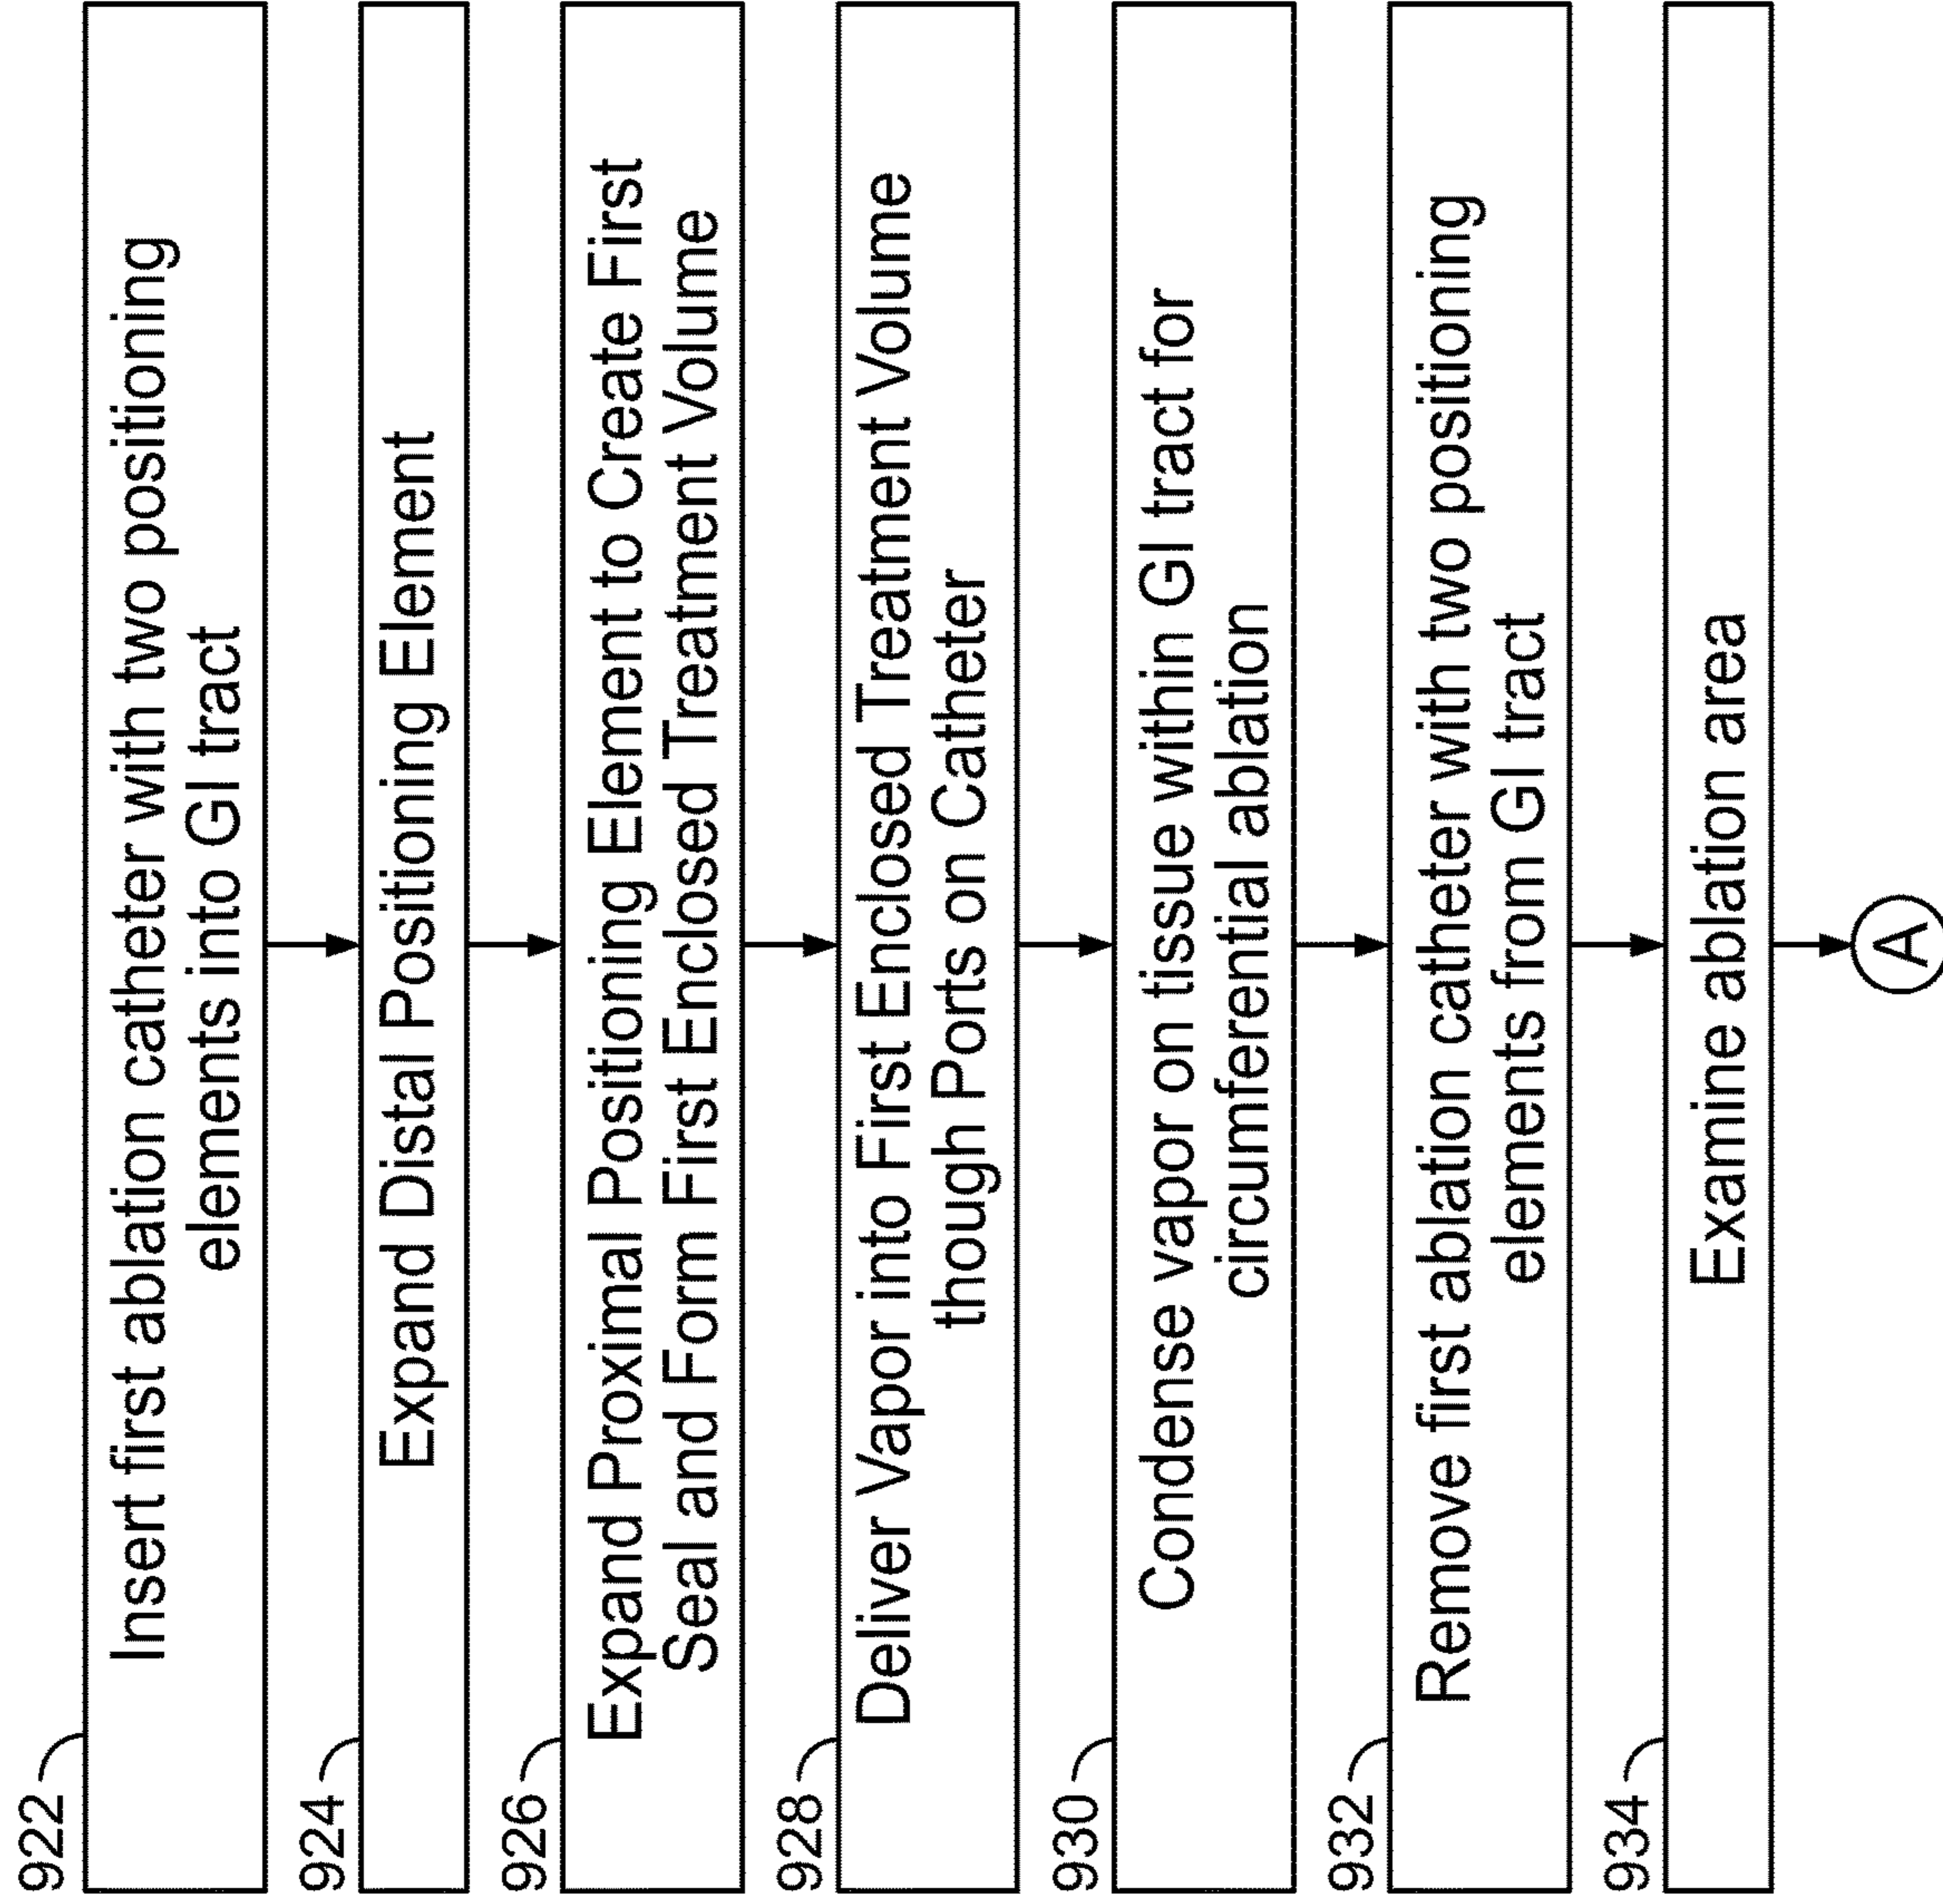 922
Insert first ablation catheter with two positioning
elements into GI tract
924
Expand Distal Positioning Element
926
Expand Proximal Positioning Element to Create First
Seal and Form First Enclosed Treatment Volume
928
Deliver Vapor into First Enclosed Treatment Volume
though Ports on Catheter
930
Condense vapor on tissue within GI tract for
circumferential ablation
932
Remove first ablation catheter with two positioning
elements from GI tract
934
Examine ablation area
A